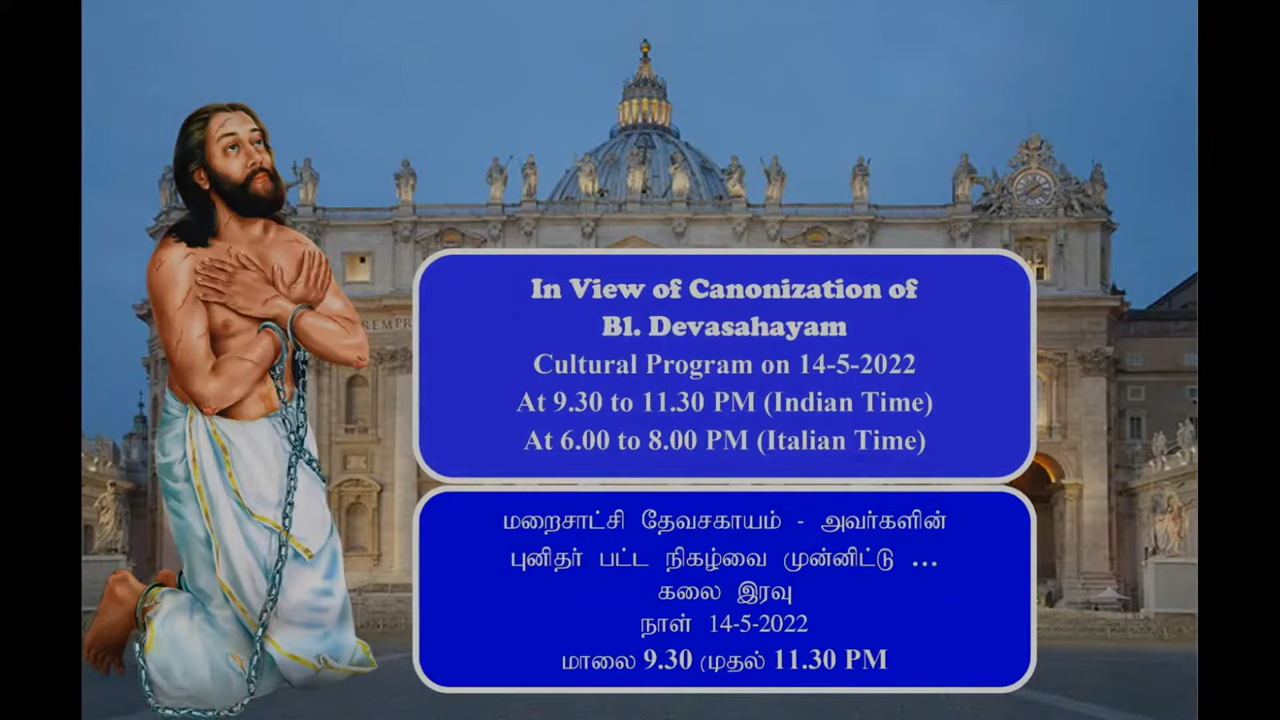 In View of Canonization of
Bl. Devasahayam
Cultural Program on 14-5-2022
At 9.30 to 11.30 PM (Indian Time)
At 6.00 to 8.00 PM (Italian Time)
மறைசாட்சி தேவசகாயம் - அவர்களின்
புனிதர் பட்ட நிகழ்வை முன்னிட்டு ...
கலை இரவு
நாள் 14-5-2022
மாலை 9.30 முதல் 11.30 PM